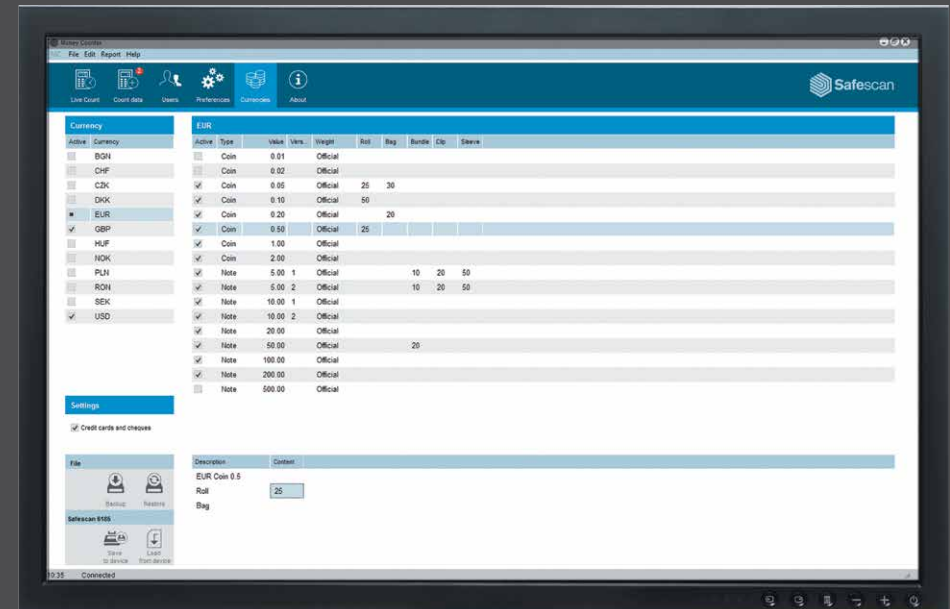 Money Counter
File Edit Report Help
2
Live Count Count data Users Preferences Currencies About
Safescan
Currency
Active Currency
BGN
CHF
CZK
DKK
EUR
GBP
HUF
NOK
PLN
RON
SEK
USD
EUR
Active Type Value Vers... Weight Roll Bag Bundle Clip Sleeve
Coin 0.01 Official
Coin 0.02 Official
Coin 0.05 Official 25 30
Coin 0.10 Official 50
Coin 0.20 Official 20
Coin 0.50 Official 25
Coin 1.00 Official
Coin 2.00 Official
Note 5.00 1 Official 10 20 50
Note 5.00 2 Official 10 20 50
Note 10.00 1 Official
Note 10.00 2 Official
Note 20.00 Official
Note 50.00 Official 20
Note 100.00 Official
Note 200.00 Official
Note 500.00 Official
Settings
Credit cards and cheques
File
Backup Restore
Safescan 6185
Save to device
Load from device
Description Content
EUR Coin 0.5
Roll 25
Bag
10:35 Connected